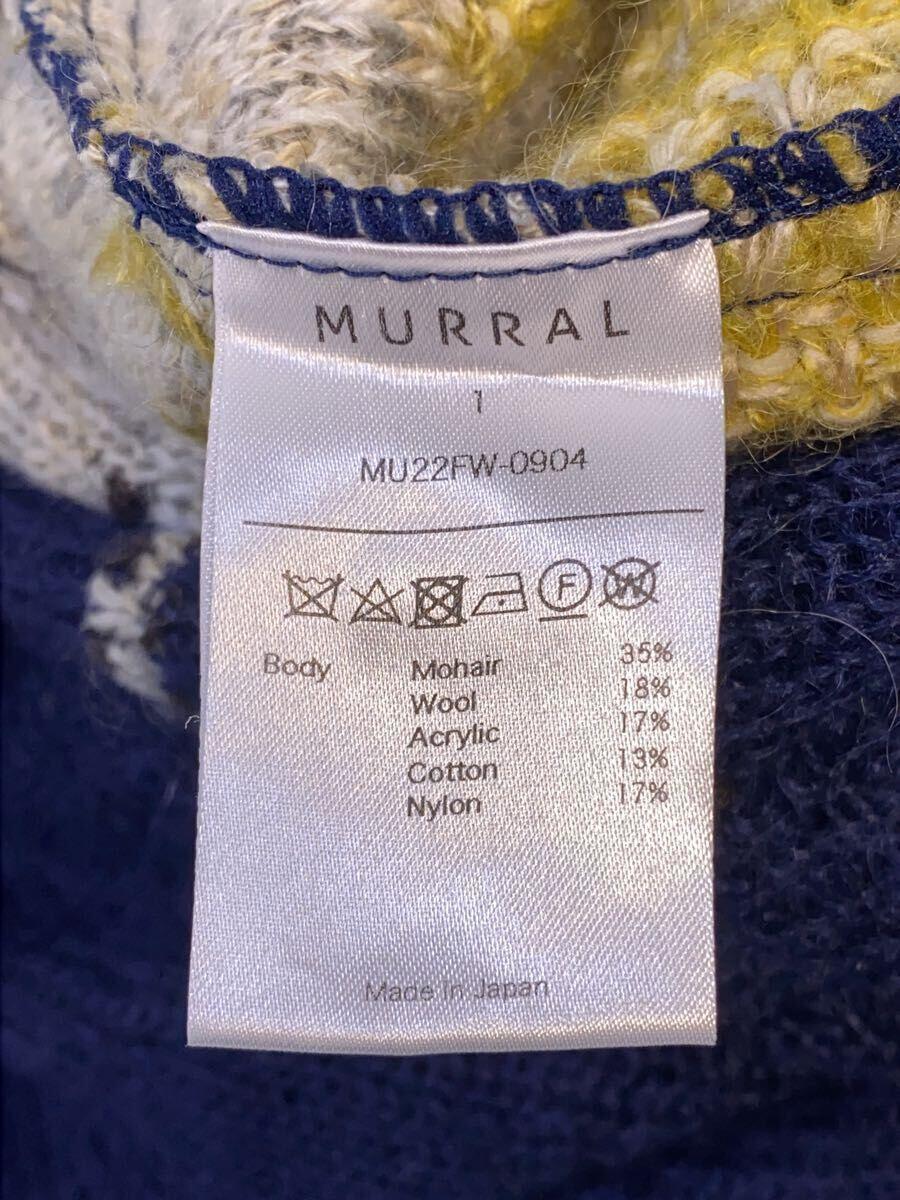 MURRAL
1
MU22FW-0904
F W
Body Mohair 35%
Wool 18%
Acrylic 17%
Cotton 13%
Nylon 17%
Made In Japan